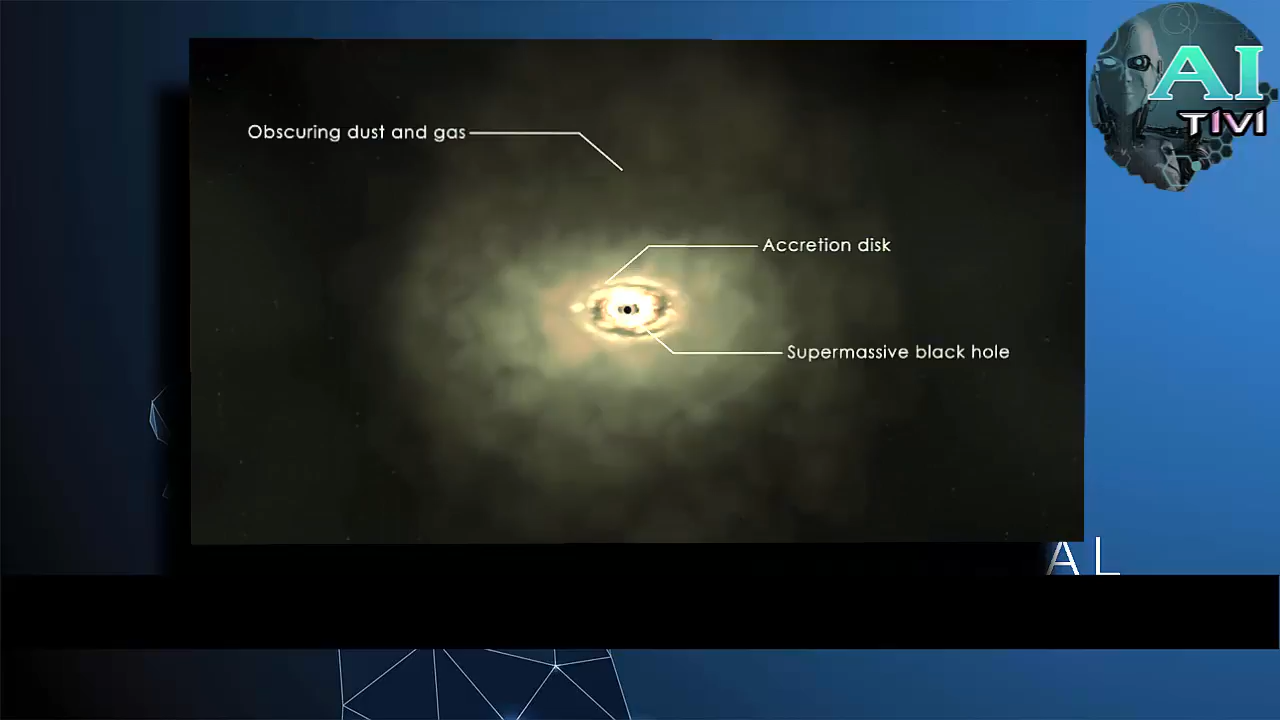 AI
TIVI
Obscuring dust and gas
Accretion disk
Supermassive black hole
AL